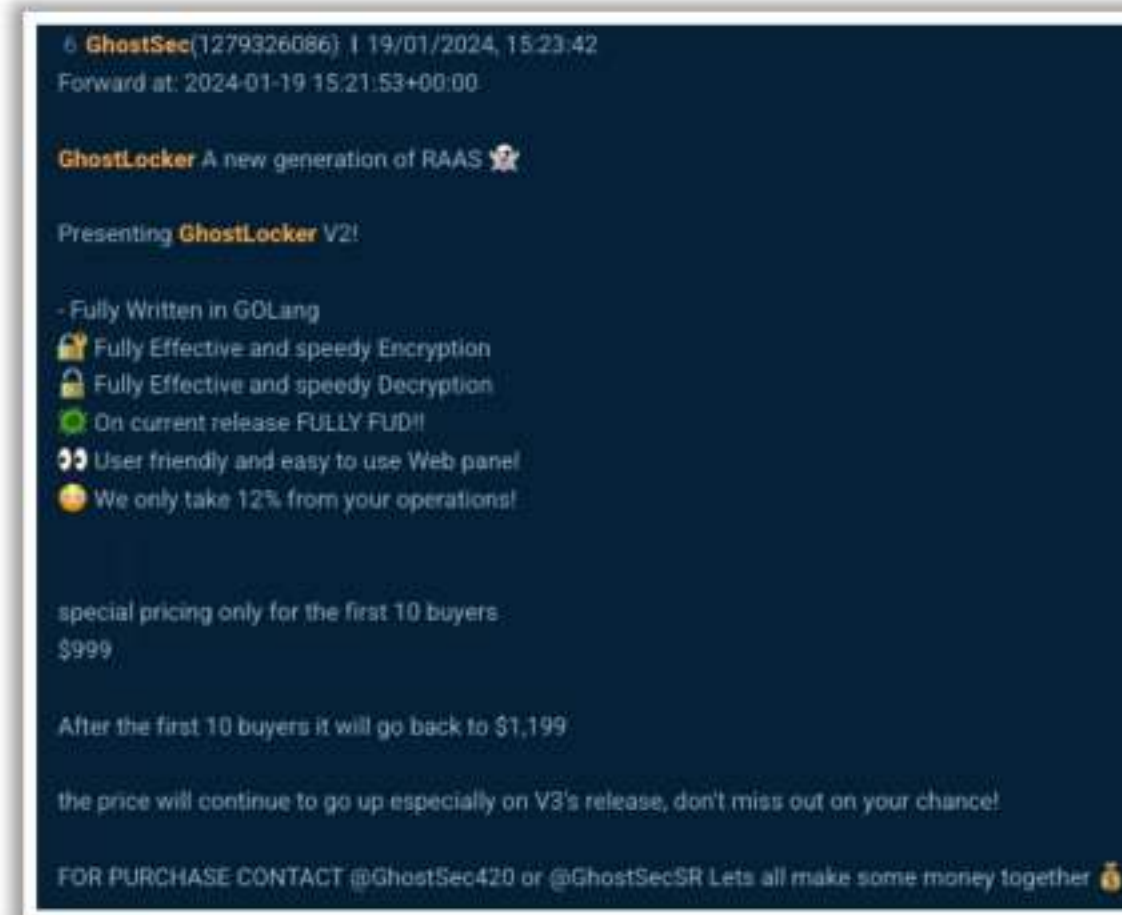 6 GhostSec(1279326086) | 19/01/2024, 15:23:42
Forward at: 2024-01-19 15:21:53+00:00
GhostLocker A new generation of RAAS 👻
Presenting GhostLocker V2!
- Fully Written in GOLang
🔐 Fully Effective and speedy Encryption
🔓 Fully Effective and speedy Decryption
On current release FULLY FUD!!
👀 User friendly and easy to use Web panel
We only take 12% from your operations!
special pricing only for the first 10 buyers
$999
After the first 10 buyers it will go back to $1,199
the price will continue to go up especially on V3's release, don't miss out on your chance!
FOR PURCHASE CONTACT @GhostSec420 or @GhostSecSR Lets all make some money together 💰